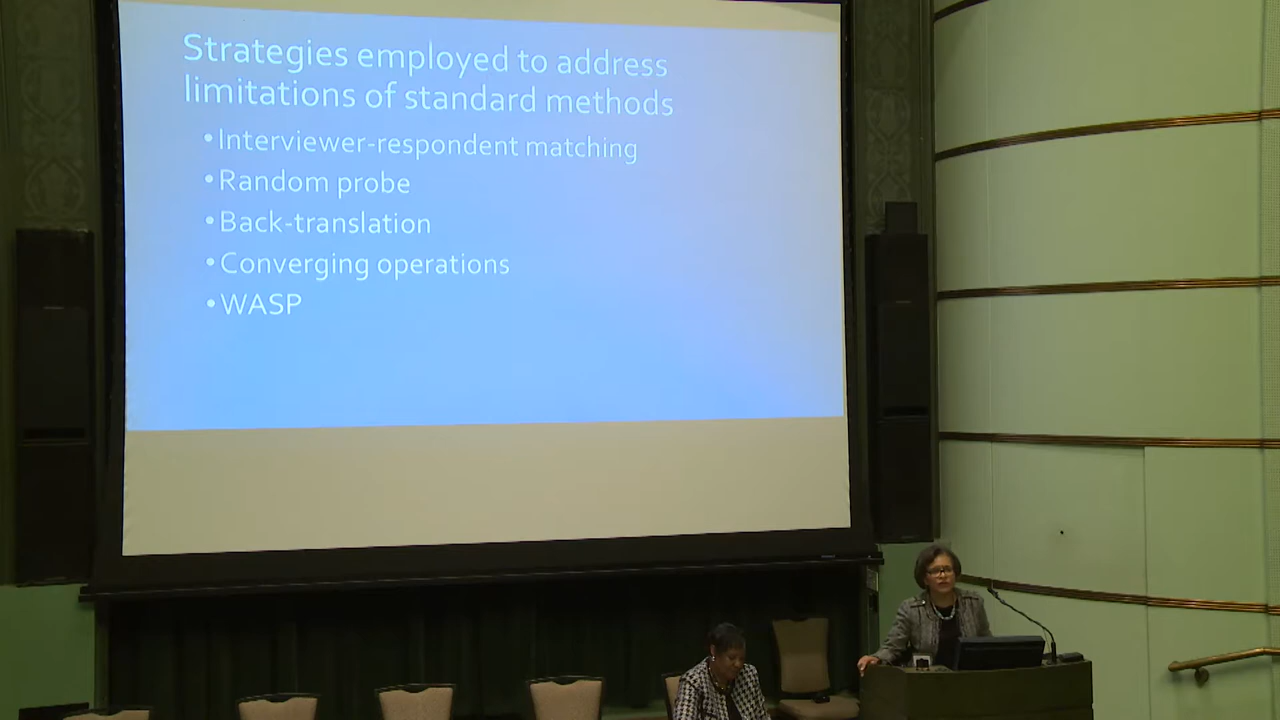 Strategies employed to address
limitations of standard methods
•Interviewer-respondent matching
•Random probe
•Back-translation
•Converging operations
•WASP